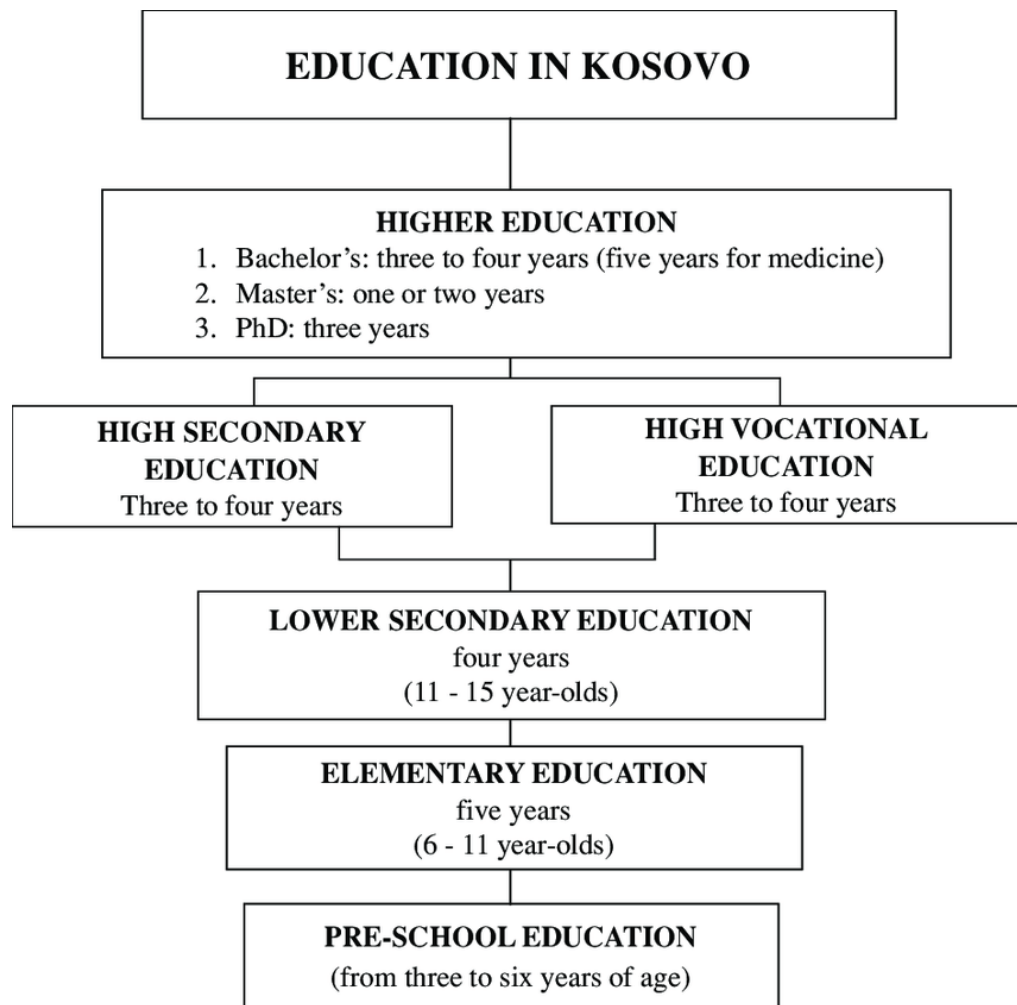 EDUCATION IN KOSOVO
HIGHER EDUCATION
1. Bachelor’s: three to four years (five years for medicine)
2. Master’s: one or two years
3. PhD: three years
HIGH SECONDARY
EDUCATION
Three to four years
HIGH VOCATIONAL
EDUCATION
Three to four years
LOWER SECONDARY EDUCATION
four years
(11 - 15 year-olds)
ELEMENTARY EDUCATION
five years
(6 - 11 year-olds)
PRE-SCHOOL EDUCATION
(from three to six years of age)